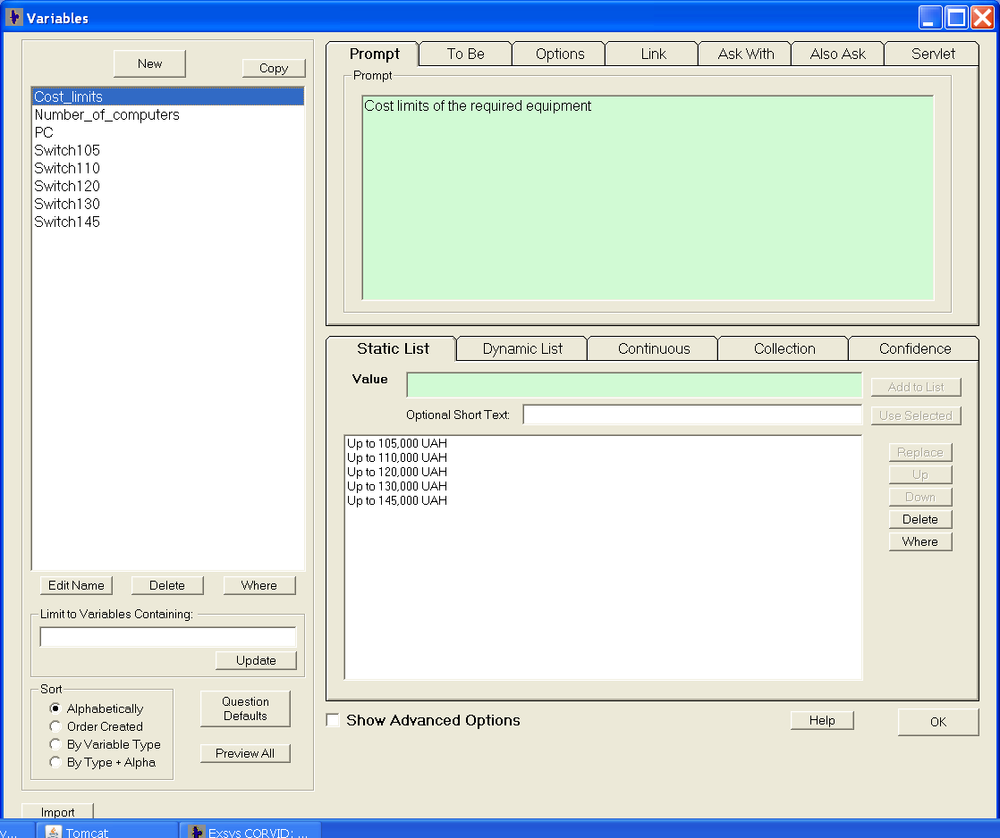 Variables
New
Copy
Cost_limits
Number_of_computers
PC
Switch105
Switch110
Switch120
Switch130
Switch145
Edit Name
Delete
Where
Limit to Variables Containing:
Update
Sort
Alphabetically
Order Created
By Variable Type
By Type + Alpha
Question
Defaults
Preview All
Import
Prompt
To Be
Options
Link
Ask With
Also Ask
Servlet
Prompt
Cost limits of the required equipment
Static List
Dynamic List
Continuous
Collection
Confidence
Value
Add to List
Optional Short Text:
Use Selected
Up to 105,000 UAH
Up to 110,000 UAH
Up to 120,000 UAH
Up to 130,000 UAH
Up to 145,000 UAH
Replace
Up
Down
Delete
Where
Show Advanced Options
Help
OK
Tomcat
Exsys CORVID: ...